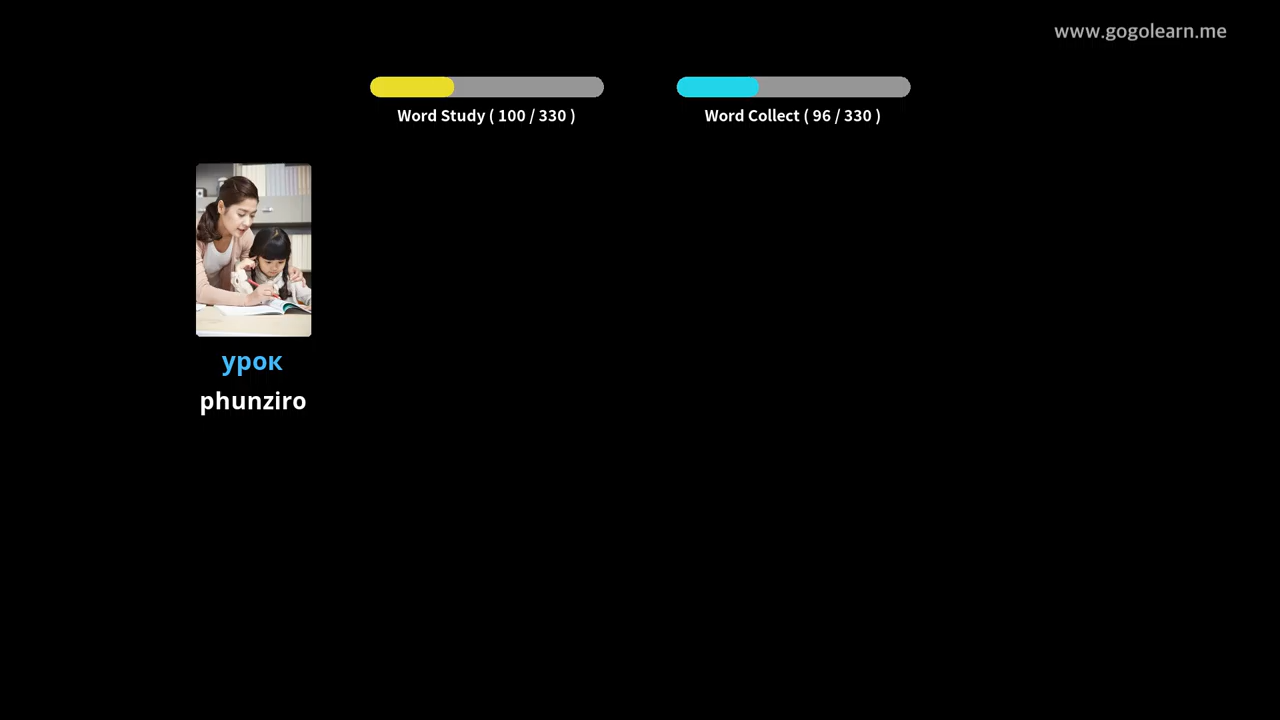 www.gogolearn.me
Word Study ( 100 / 330 )
Word Collect ( 96 / 330 )
урок
phunziro